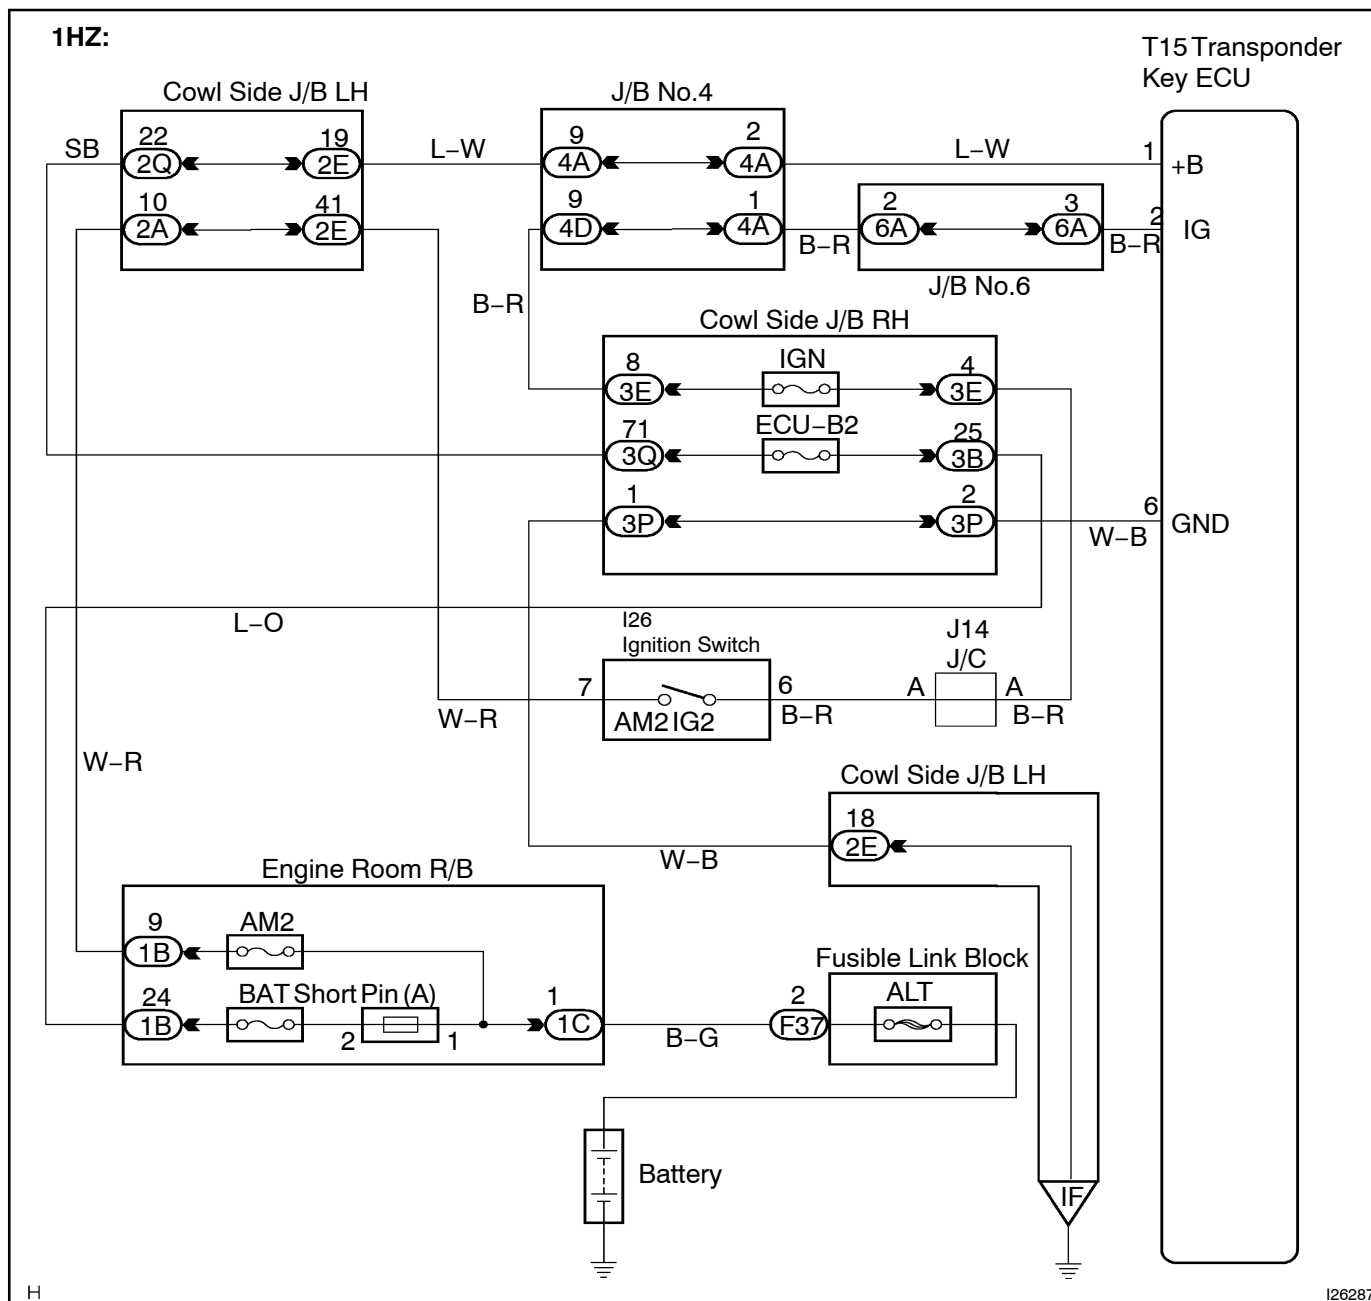 1HZ:
T15 Transponder
Key ECU
Cowl Side J/B LH
J/B No.4
SB
22
2Q
19
2E
L-W
9
4A
2
4A
L-W
1
+B
10
2A
41
2E
9
4D
1
4A
B-R
2
6A
3
6A
B-R
2
IG
J/B No.6
B-R
Cowl Side J/B RH
8
3E
IGN
4
3E
71
3Q
ECU-B2
25
3B
1
3P
2
3P
W-B
6
GND
L-O
I26
Ignition Switch
J14
J/C
W-R
7
AM2 IG2
6
B-R
A
A
B-R
W-R
Cowl Side J/B LH
18
2E
W-B
Engine Room R/B
9
1B
AM2
24
1B
BAT Short Pin (A)
2
1
1
1C
B-G
Fusible Link Block
2
F37
ALT
Battery
IF
H
I26287